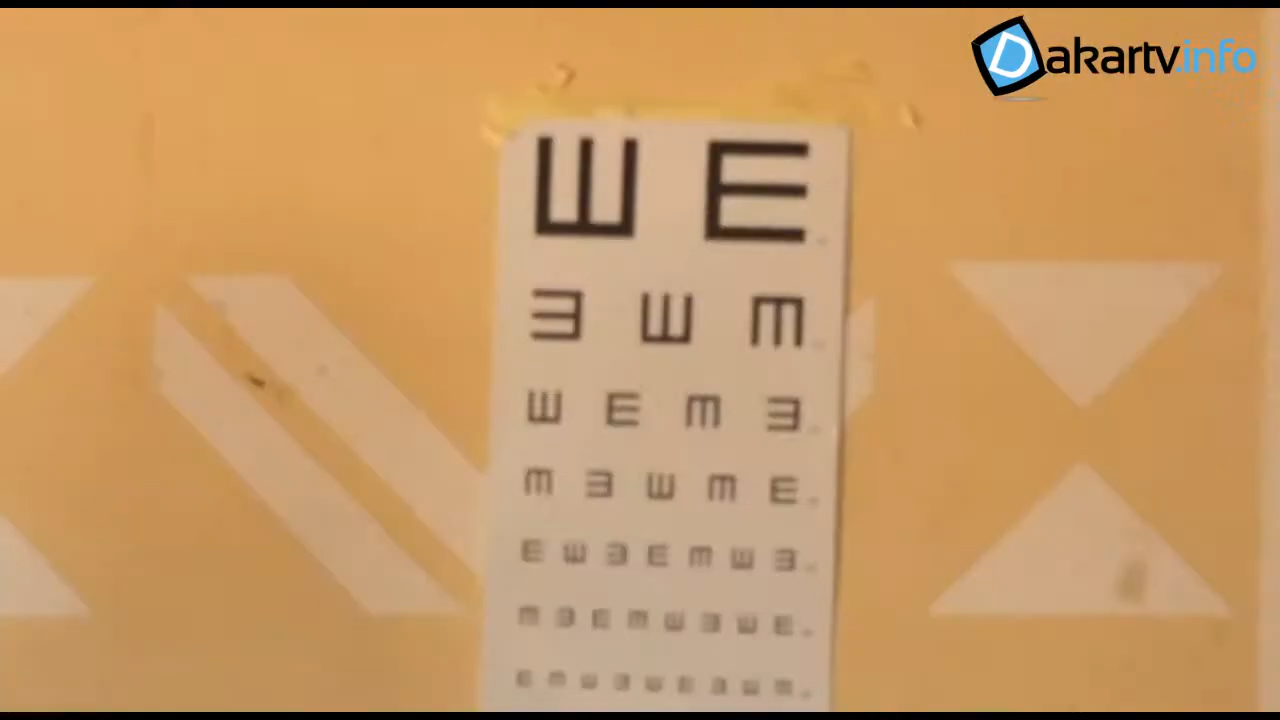 Dakartv.info
Ш E
Ǝ Ш M
Ш E M Ǝ
M Ǝ Ш M E
E Ш Ǝ E M Ш Ǝ
M Ǝ E M Ш Ǝ Ш E
E M Ш Ǝ Ш E Ǝ Ш M